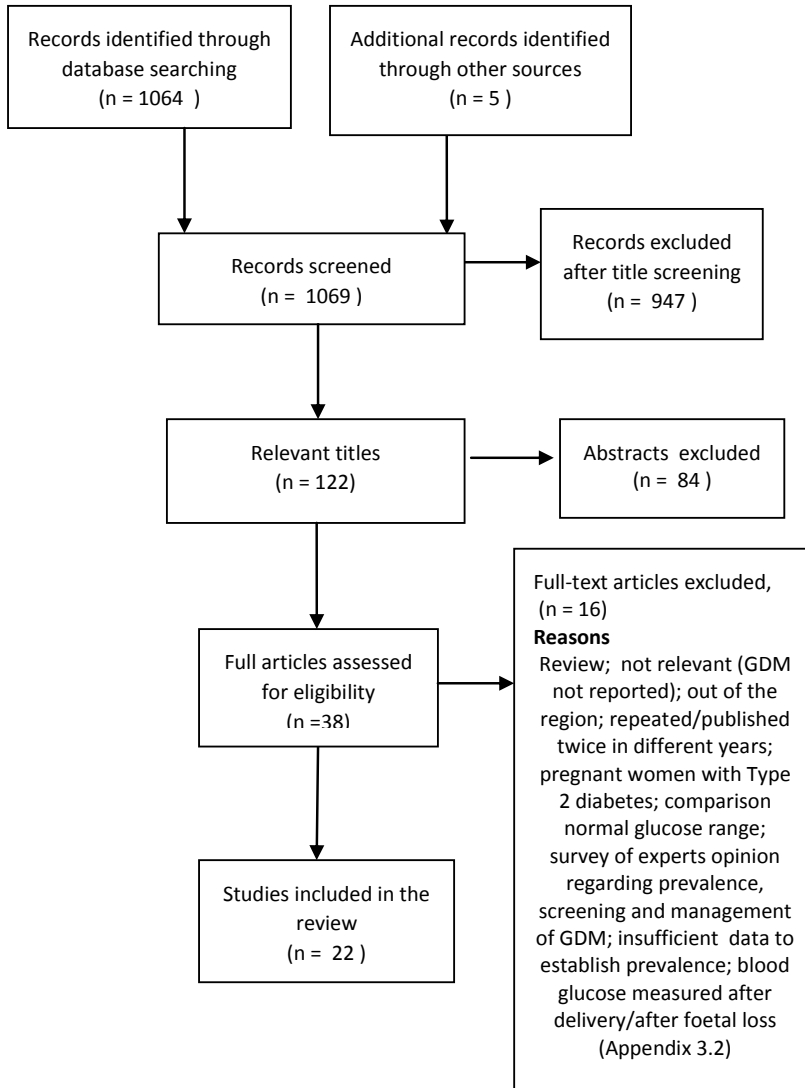 Records identified through
database searching
(n = 1064 )
Additional records identified
through other sources
(n = 5 )
Records screened
(n = 1069 )
Records excluded
after title screening
(n = 947 )
Relevant titles
(n = 122)
Abstracts excluded
(n = 84 )
Full articles assessed
for eligibility
(n =38)
Full-text articles excluded,
(n = 16)
Reasons
Review; not relevant (GDM
not reported); out of the
region; repeated/published
twice in different years;
pregnant women with Type
2 diabetes; comparison
normal glucose range;
survey of experts opinion
regarding prevalence,
screening and management
of GDM; insufficient data to
establish prevalence; blood
glucose measured after
delivery/after foetal loss
(Appendix 3.2)
Studies included in the
review
(n = 22 )